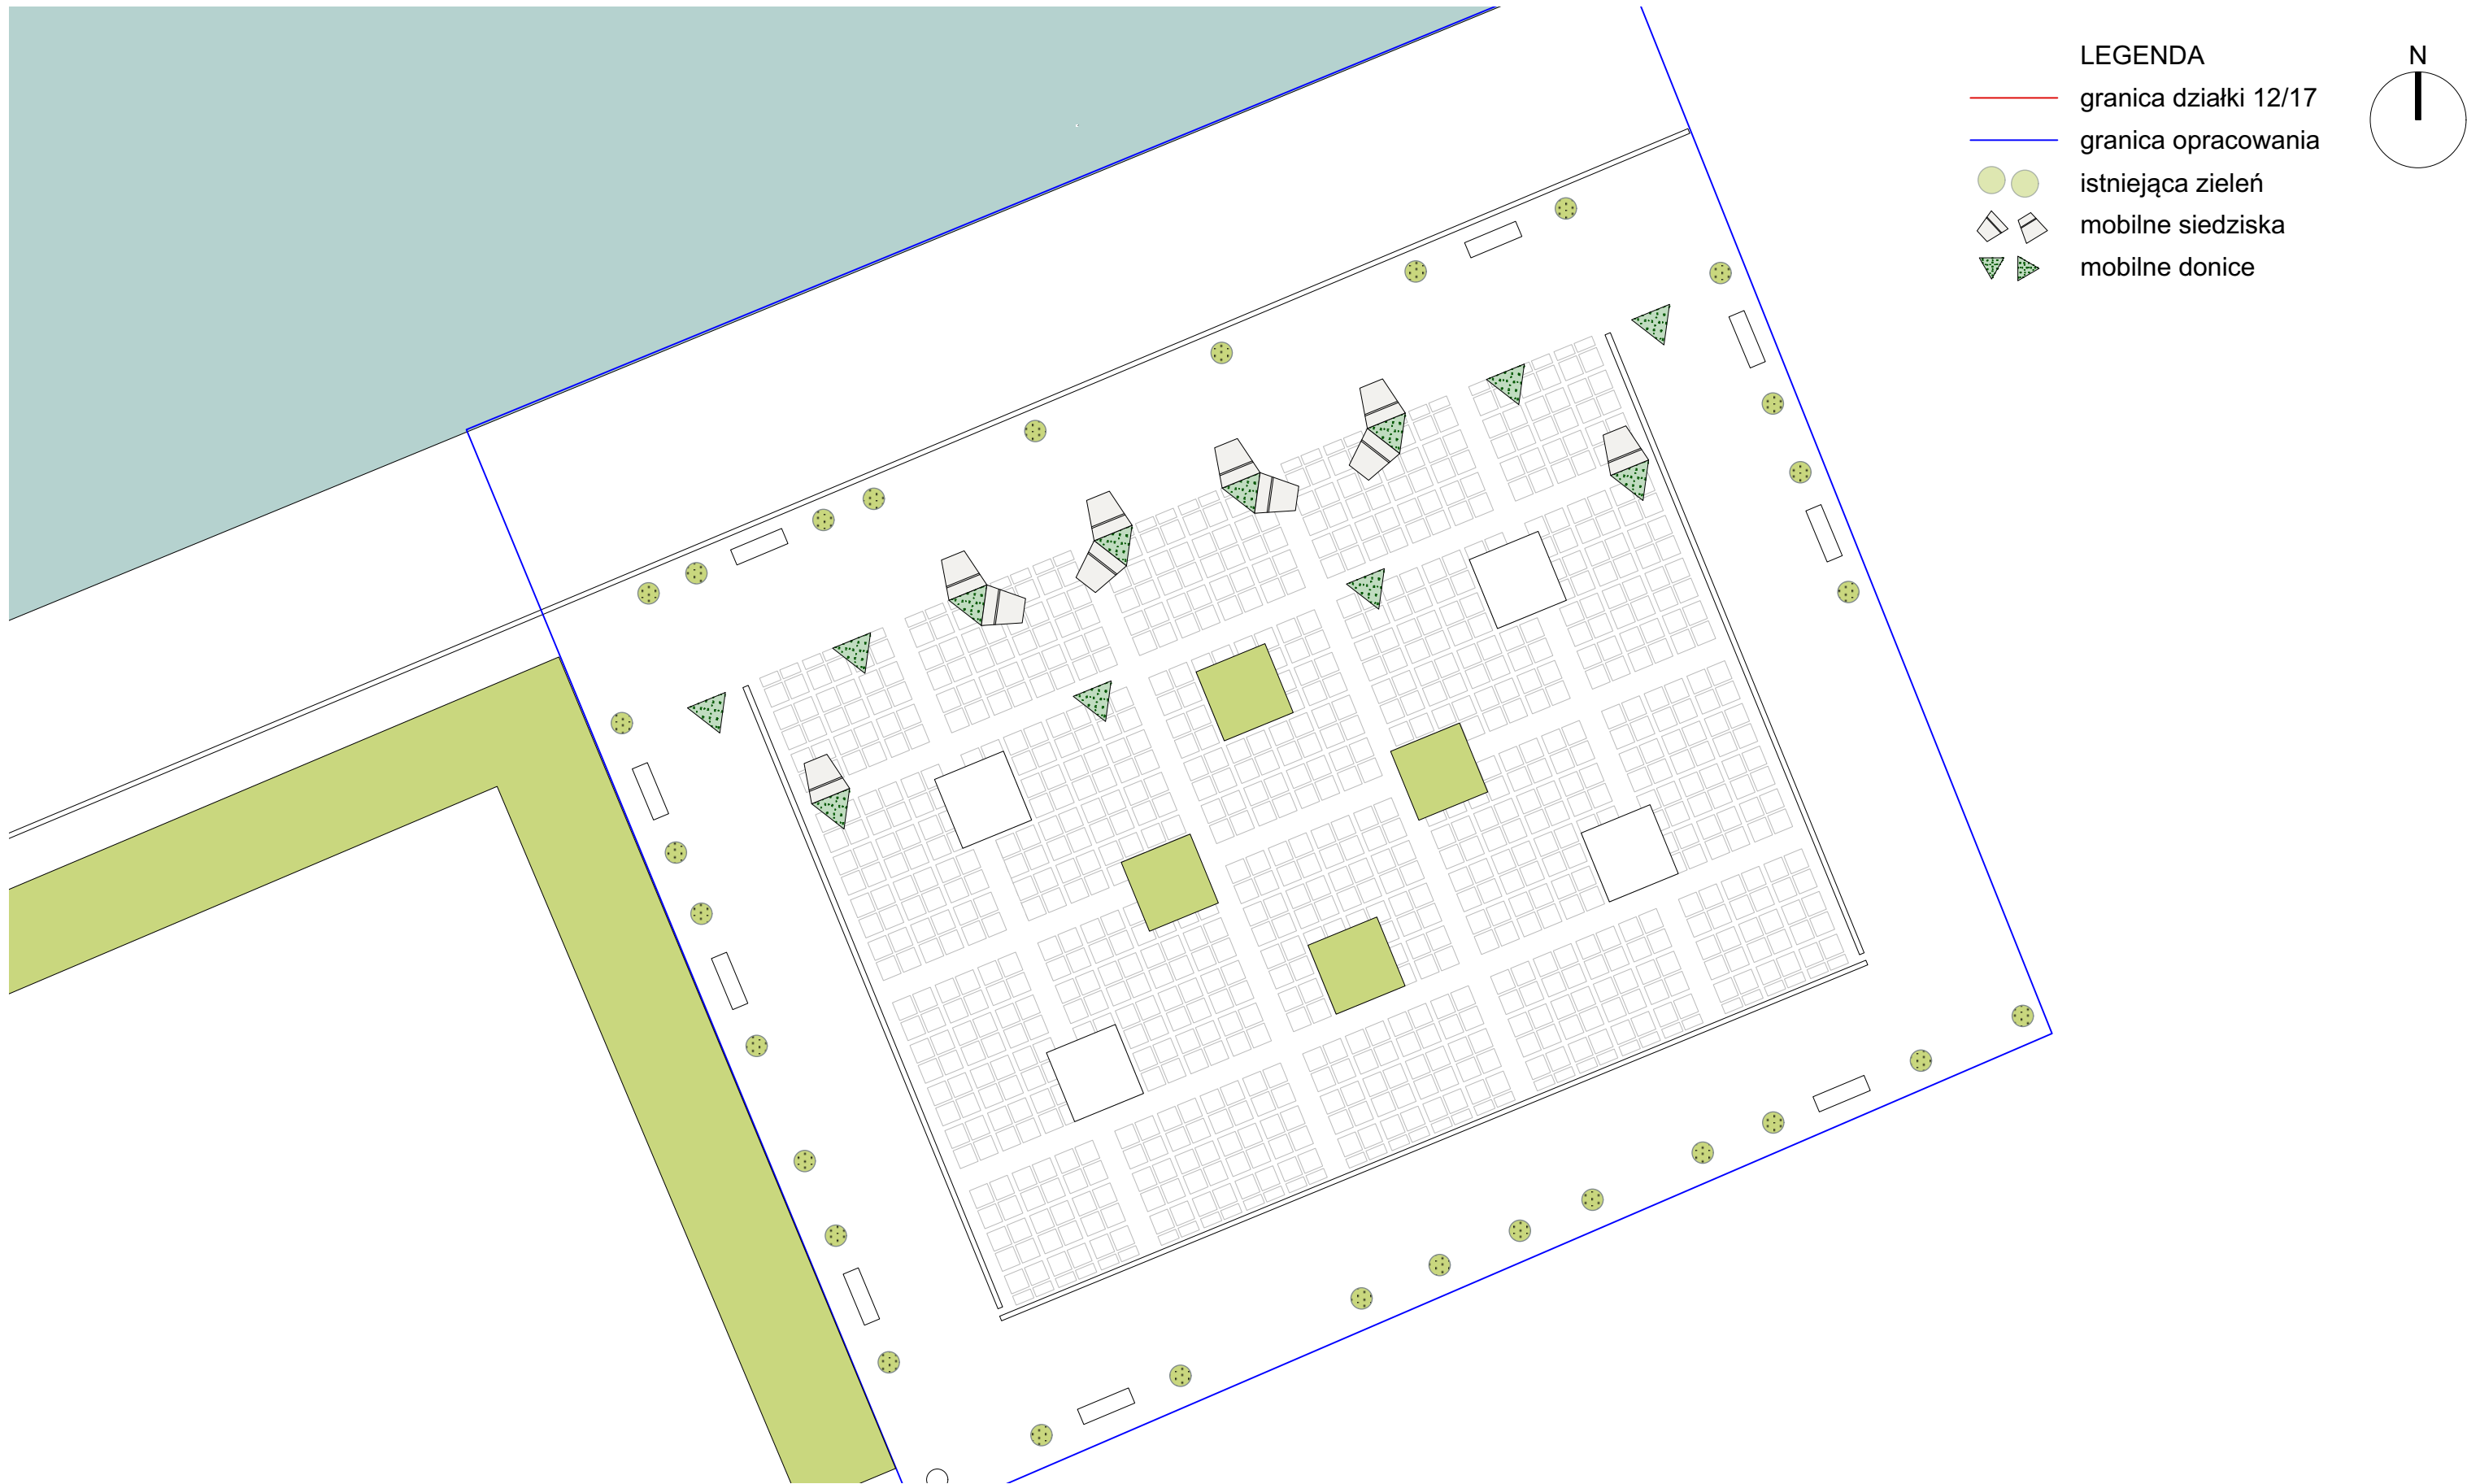 LEGENDA
N
granica działki 12/17
granica opracowania
istniejąca zieleń
mobilne siedziska
mobilne donice